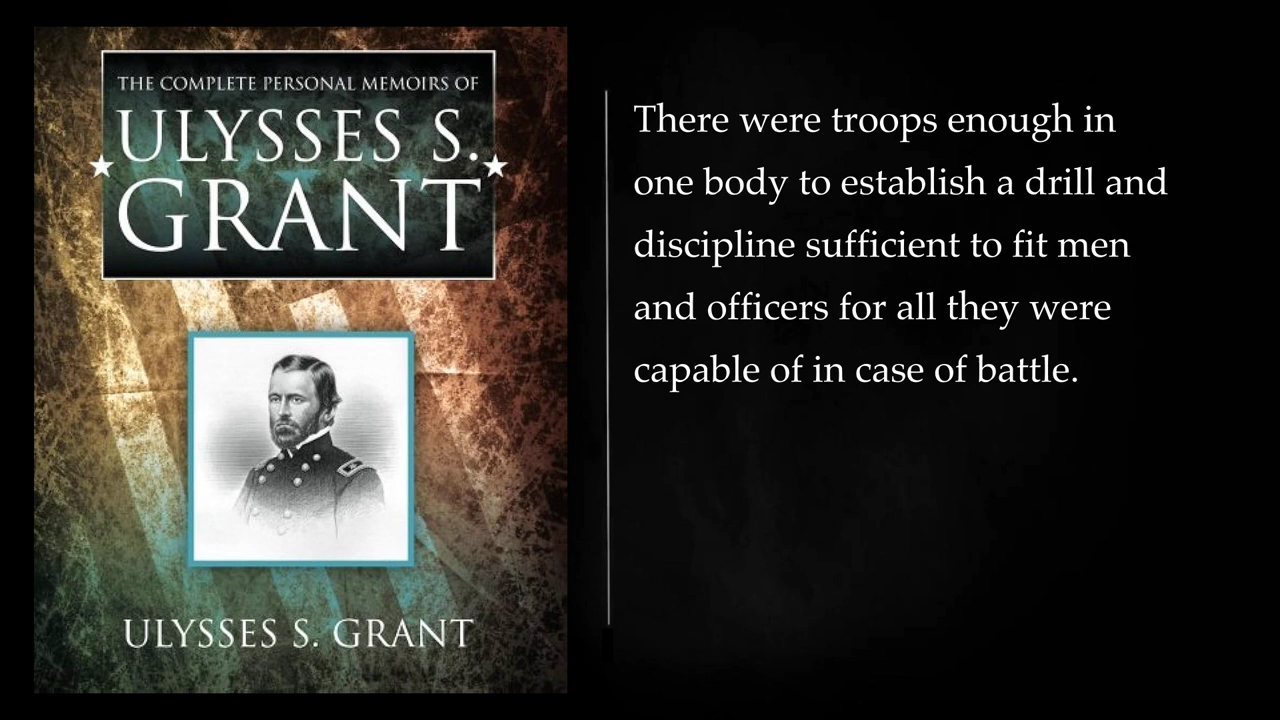 THE COMPLETE PERSONAL MEMOIRS OF
ULYSSES S.
GRANT
ULYSSES S. GRANT
There were troops enough in
one body to establish a drill and
discipline sufficient to fit men
and officers for all they were
capable of in case of battle.